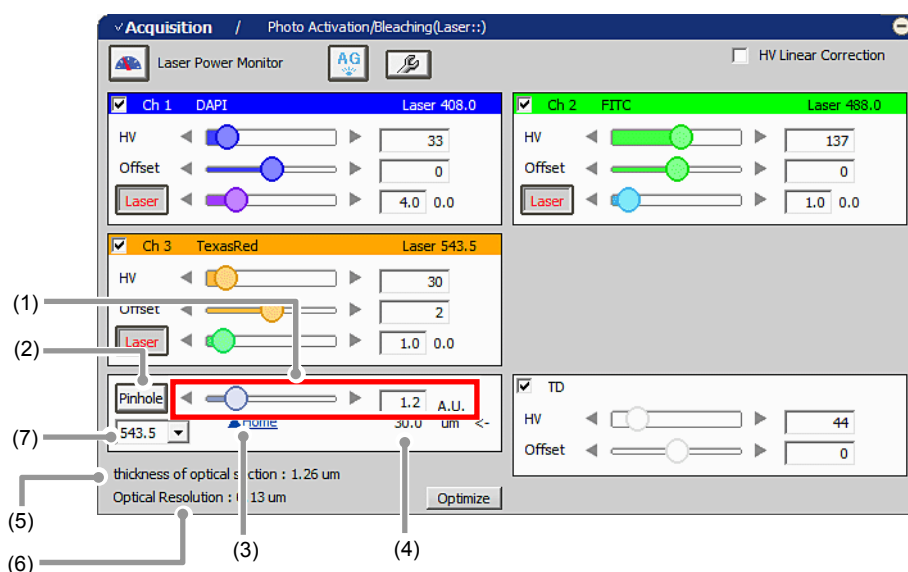 Acquisition / Photo Activation/Bleaching(Laser::)
Laser Power Monitor AG HV Linear Correction
Ch 1 DAPI Laser 408.0
HV 33
Offset 0
Laser 4.0 0.0
Ch 2 FITC Laser 488.0
HV 137
Offset 0
Laser 1.0 0.0
Ch 3 TexasRed Laser 543.5
HV 30
Offset 2
Laser 1.0 0.0
(1)
(2)
Pinhole 1.2 A.U.
(7)
543.5 Home 30.0 um <-
TD
HV 44
Offset 0
thickness of optical section : 1.26 um
Optical Resolution : 13 um Optimize
(5)
(3)
(4)
(6)